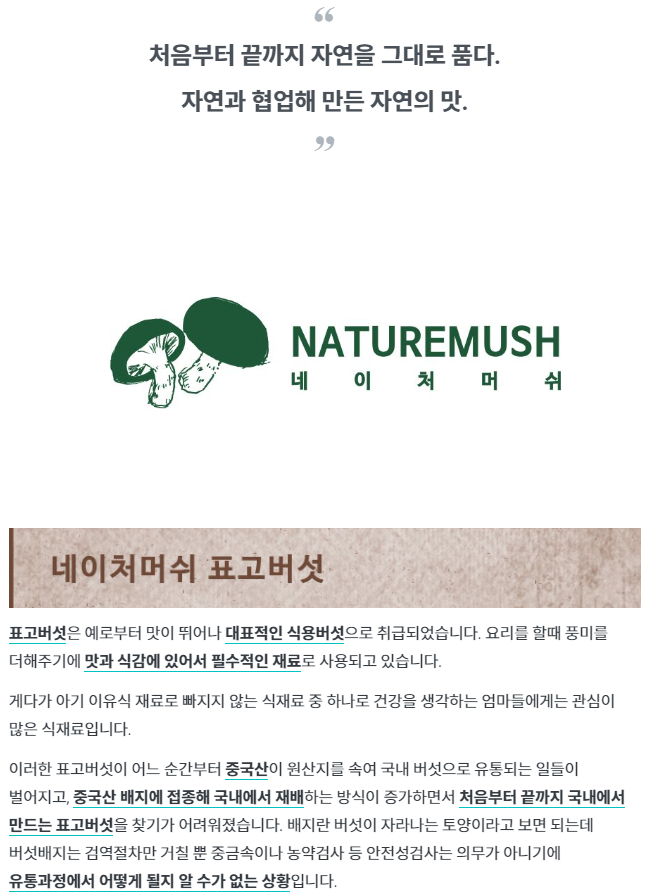 “
처음부터 끝까지 자연을 그대로 품다.
자연과 협업해 만든 자연의 맛.
”
NATUREMUSH
네 이 처 머 쉬
네이처머쉬 표고버섯
표고버섯은 예로부터 맛이 뛰어나 대표적인 식용버섯으로 취급되었습니다. 요리를 할때 풍미를
더해주기에 맛과 식감에 있어서 필수적인 재료로 사용되고 있습니다.
게다가 아기 이유식 재료로 빠지지 않는 식재료 중 하나로 건강을 생각하는 엄마들에게는 관심이
많은 식재료입니다.
이러한 표고버섯이 어느 순간부터 중국산이 원산지를 속여 국내 버섯으로 유통되는 일들이
벌어지고, 중국산 배지에 접종해 국내에서 재배하는 방식이 증가하면서 처음부터 끝까지 국내에서
만드는 표고버섯을 찾기가 어려워졌습니다. 배지란 버섯이 자라나는 토양이라고 보면 되는데
버섯배지는 검역절차만 거칠 뿐 중금속이나 농약검사 등 안전성검사는 의무가 아니기에
유통과정에서 어떻게 될지 알 수가 없는 상황입니다.